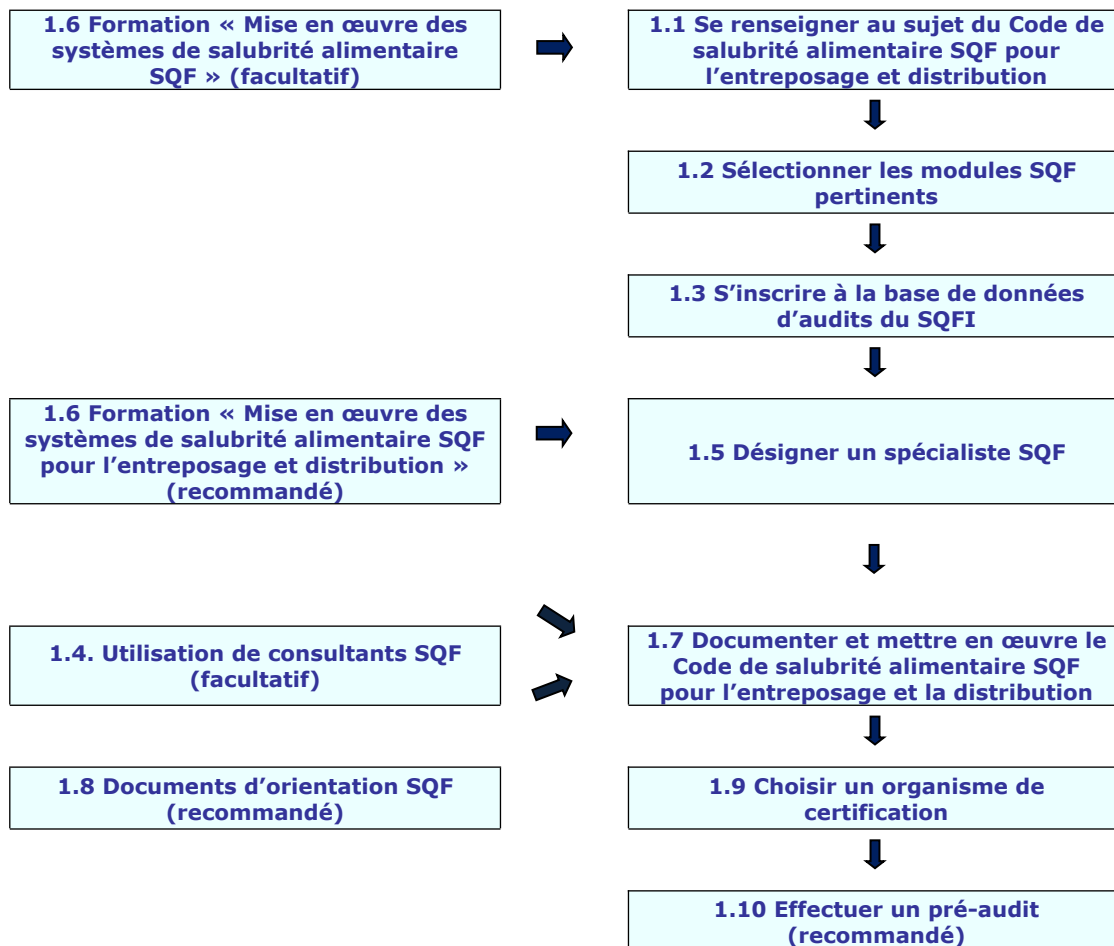 1.6 Formation « Mise en œuvre des
systèmes de salubrité alimentaire
SQF » (facultatif)
1.1 Se renseigner au sujet du Code de
salubrité alimentaire SQF pour
l’entreposage et distribution
1.2 Sélectionner les modules SQF
pertinents
1.3 S’inscrire à la base de données
d’audits du SQFI
1.6 Formation « Mise en œuvre des
systèmes de salubrité alimentaire SQF
pour l’entreposage et distribution »
(recommandé)
1.5 Désigner un spécialiste SQF
1.4. Utilisation de consultants SQF
(facultatif)
1.7 Documenter et mettre en œuvre le
Code de salubrité alimentaire SQF
pour l’entreposage et la distribution
1.8 Documents d’orientation SQF
(recommandé)
1.9 Choisir un organisme de
certification
1.10 Effectuer un pré-audit
(recommandé)